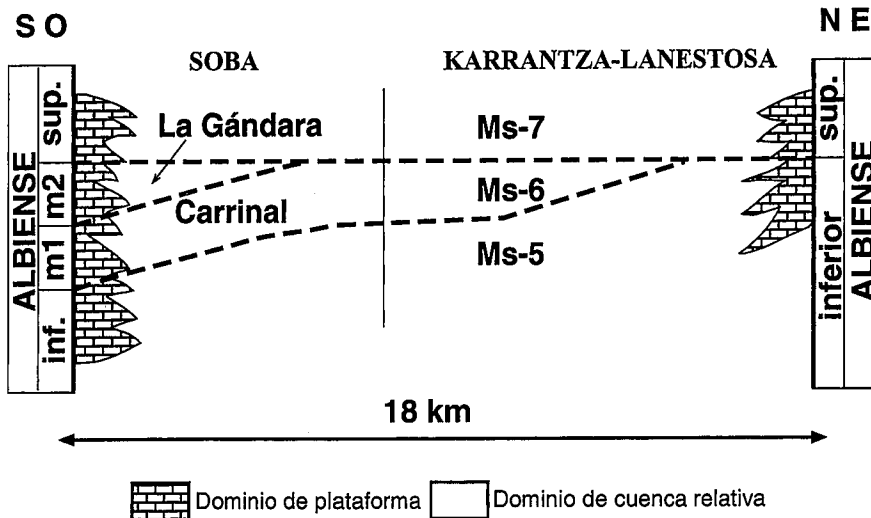 S O
N E
SOBA
KARRANTZA-LANESTOSA
ALBIENSE
sup.
m2
m1
inf.
La Gándara
Carrinal
Ms-7
Ms-6
Ms-5
sup.
inferior
ALBIENSE
18 km
Dominio de plataforma
Dominio de cuenca relativa